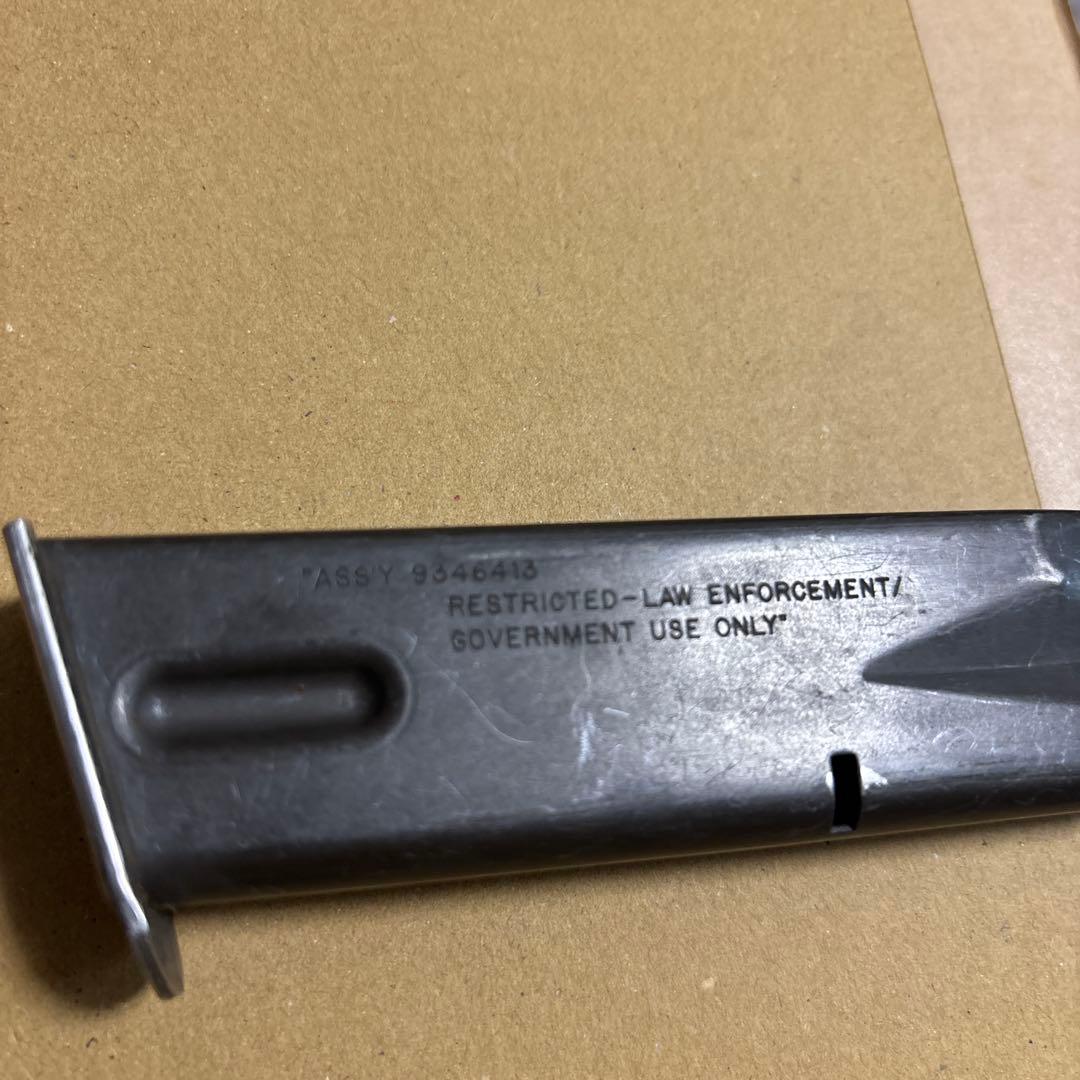 "ASS'Y 9346413
RESTRICTED-LAW ENFORCEMENT/
GOVERNMENT USE ONLY"